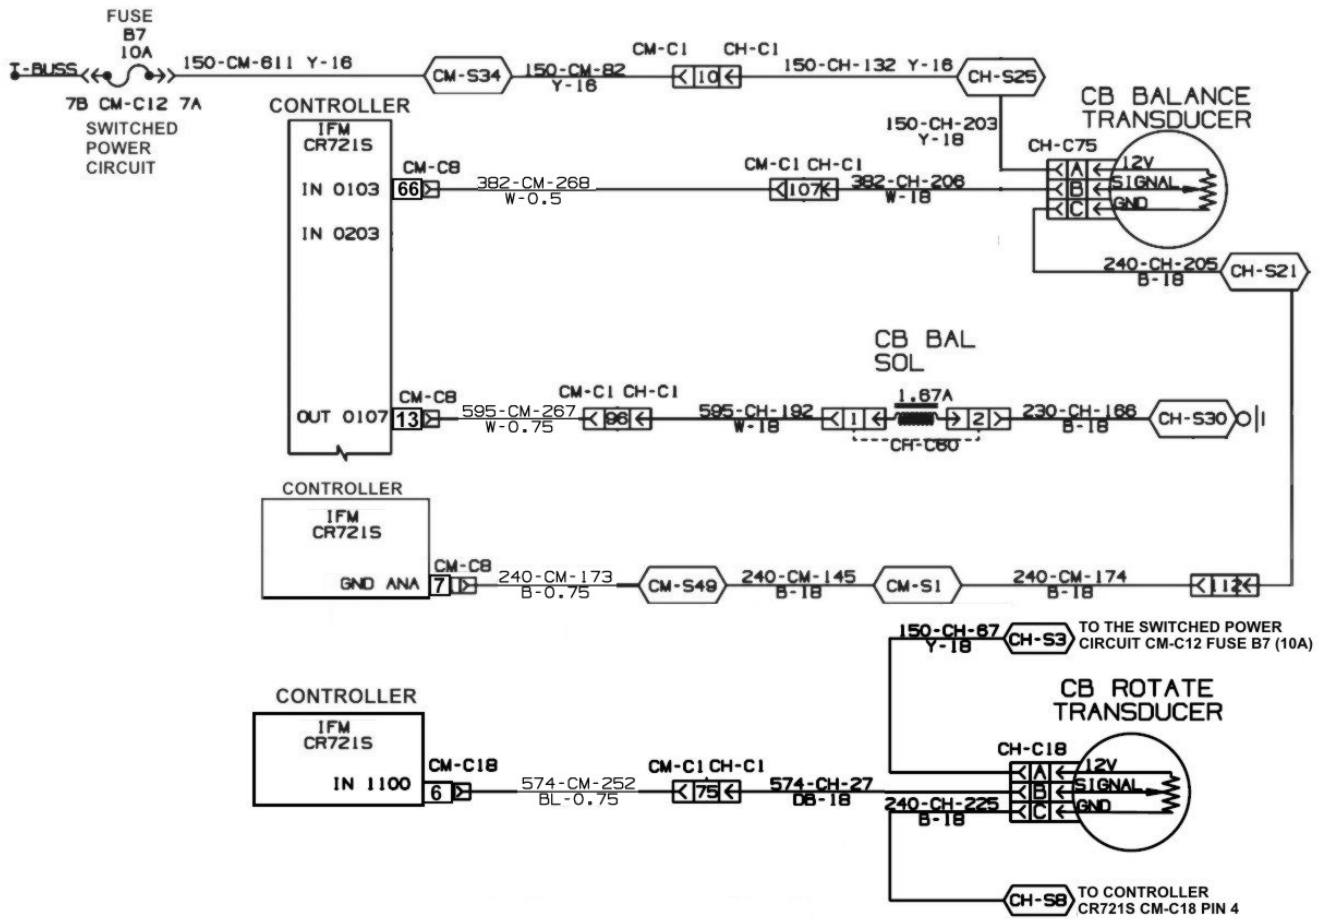 FUSE
B7
10A
T-BUSS
150-CM-611 Y-16
CM-S34
150-CM-82
Y-16
CM-C1 CH-C1
10
150-CH-132 Y-16
CH-S25
7B CM-C12 7A
SWITCHED
POWER
CIRCUIT
CONTROLLER
IFM
CR721S
CM-C8
IN 0103
66
382-CM-268
W-0.5
CM-C1 CH-C1
107
382-CH-206
W-18
150-CH-203
Y-18
CB BALANCE
TRANSDUCER
CH-C75
A
12V
B
SIGNAL
C
GND
IN 0203
240-CH-205
B-18
CH-S21
CB BAL
SOL
1.67A
OUT 0107
CM-C8
13
595-CM-267
W-0.75
CM-C1 CH-C1
96
595-CH-192
W-18
1
2
CH-C60
230-CH-166
B-18
CH-S30
CONTROLLER
IFM
CR721S
GND ANA
CM-C8
7
240-CM-173
B-0.75
CM-S49
240-CM-145
B-18
CM-S1
240-CM-174
B-18
112
150-CH-67
Y-18
CH-S3
TO THE SWITCHED POWER
CIRCUIT CM-C12 FUSE B7 (10A)
CONTROLLER
IFM
CR721S
IN 1100
CM-C18
6
574-CM-252
BL-0.75
CM-C1 CH-C1
75
574-CH-27
DB-18
240-CH-225
B-18
CB ROTATE
TRANSDUCER
CH-C18
A
12V
B
SIGNAL
C
GND
CH-S8
TO CONTROLLER
CR721S CM-C18 PIN 4